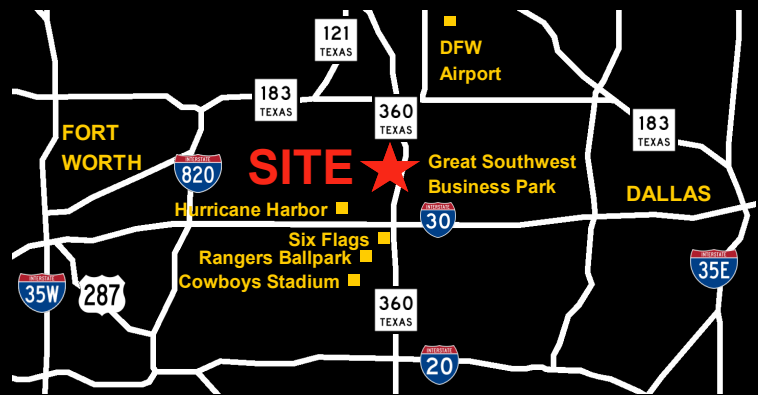 121
TEXAS
DFW
Airport
183
TEXAS
360
TEXAS
183
TEXAS
FORT
WORTH
INTERSTATE
820
SITE
Great Southwest
Business Park
DALLAS
Hurricane Harbor
INTERSTATE
30
Six Flags
Rangers Ballpark
Cowboys Stadium
INTERSTATE
35W
287
360
TEXAS
INTERSTATE
35E
INTERSTATE
20